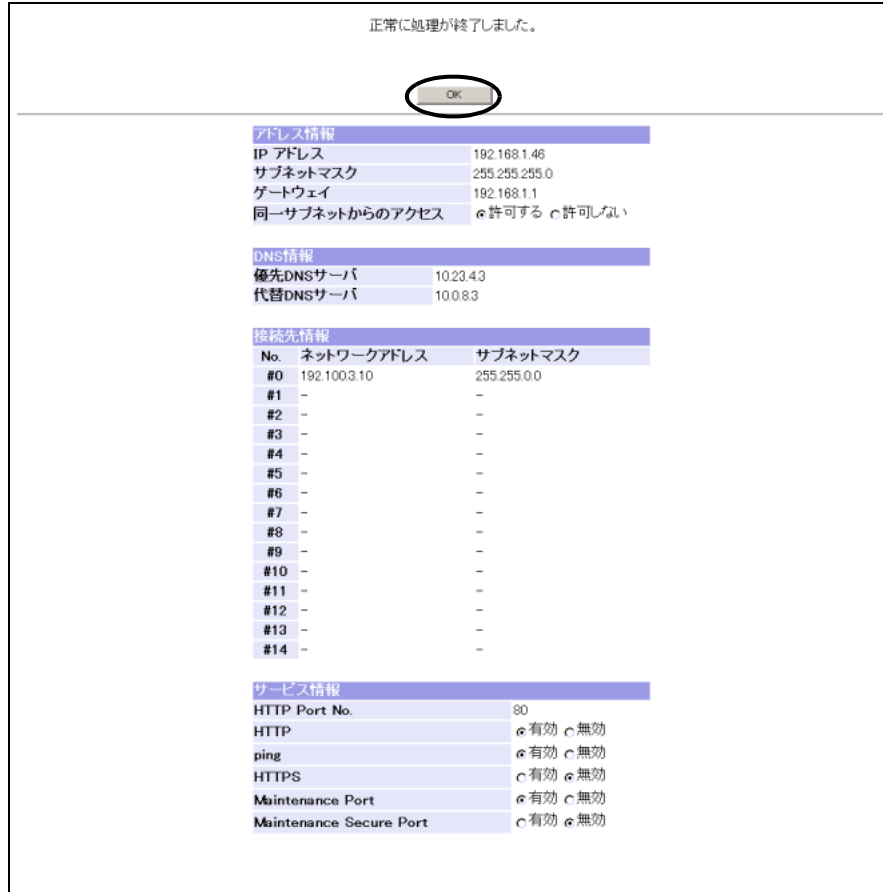 正常に処理が終了しました。
OK
アドレス情報
IP アドレス 192.168.1.46
サブネットマスク 255.255.255.0
ゲートウェイ 192.168.1.1
同一サブネットからのアクセス 許可する 許可しない
DNS情報
優先DNSサーバ 10.23.4.3
代替DNSサーバ 10.0.8.3
接続先情報
No. ネットワークアドレス サブネットマスク
#0 192.100.3.10 255.255.0.0
#1 - -
#2 - -
#3 - -
#4 - -
#5 - -
#6 - -
#7 - -
#8 - -
#9 - -
#10 - -
#11 - -
#12 - -
#13 - -
#14 - -
サービス情報
HTTP Port No. 80
HTTP 有効 無効
ping 有効 無効
HTTPS 有効 無効
Maintenance Port 有効 無効
Maintenance Secure Port 有効 無効